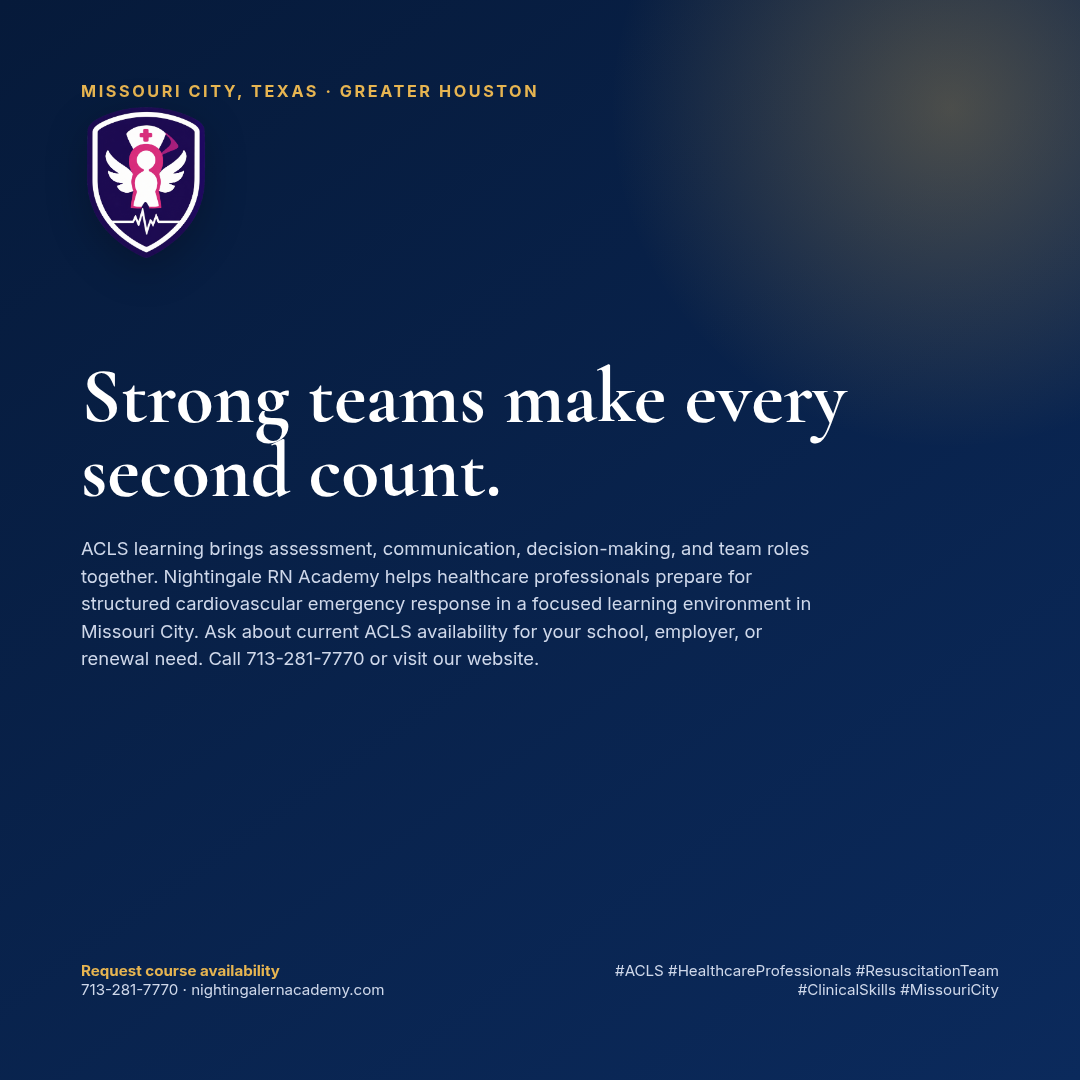 MISSOURI CITY, TEXAS · GREATER HOUSTON
Strong teams make every
second count.
ACLS learning brings assessment, communication, decision-making, and team roles
together. Nightingale RN Academy helps healthcare professionals prepare for
structured cardiovascular emergency response in a focused learning environment in
Missouri City. Ask about current ACLS availability for your school, employer, or
renewal need. Call 713-281-7770 or visit our website.
Request course availability
713-281-7770 · nightingalernacademy.com
#ACLS #HealthcareProfessionals #ResuscitationTeam
#ClinicalSkills #MissouriCity